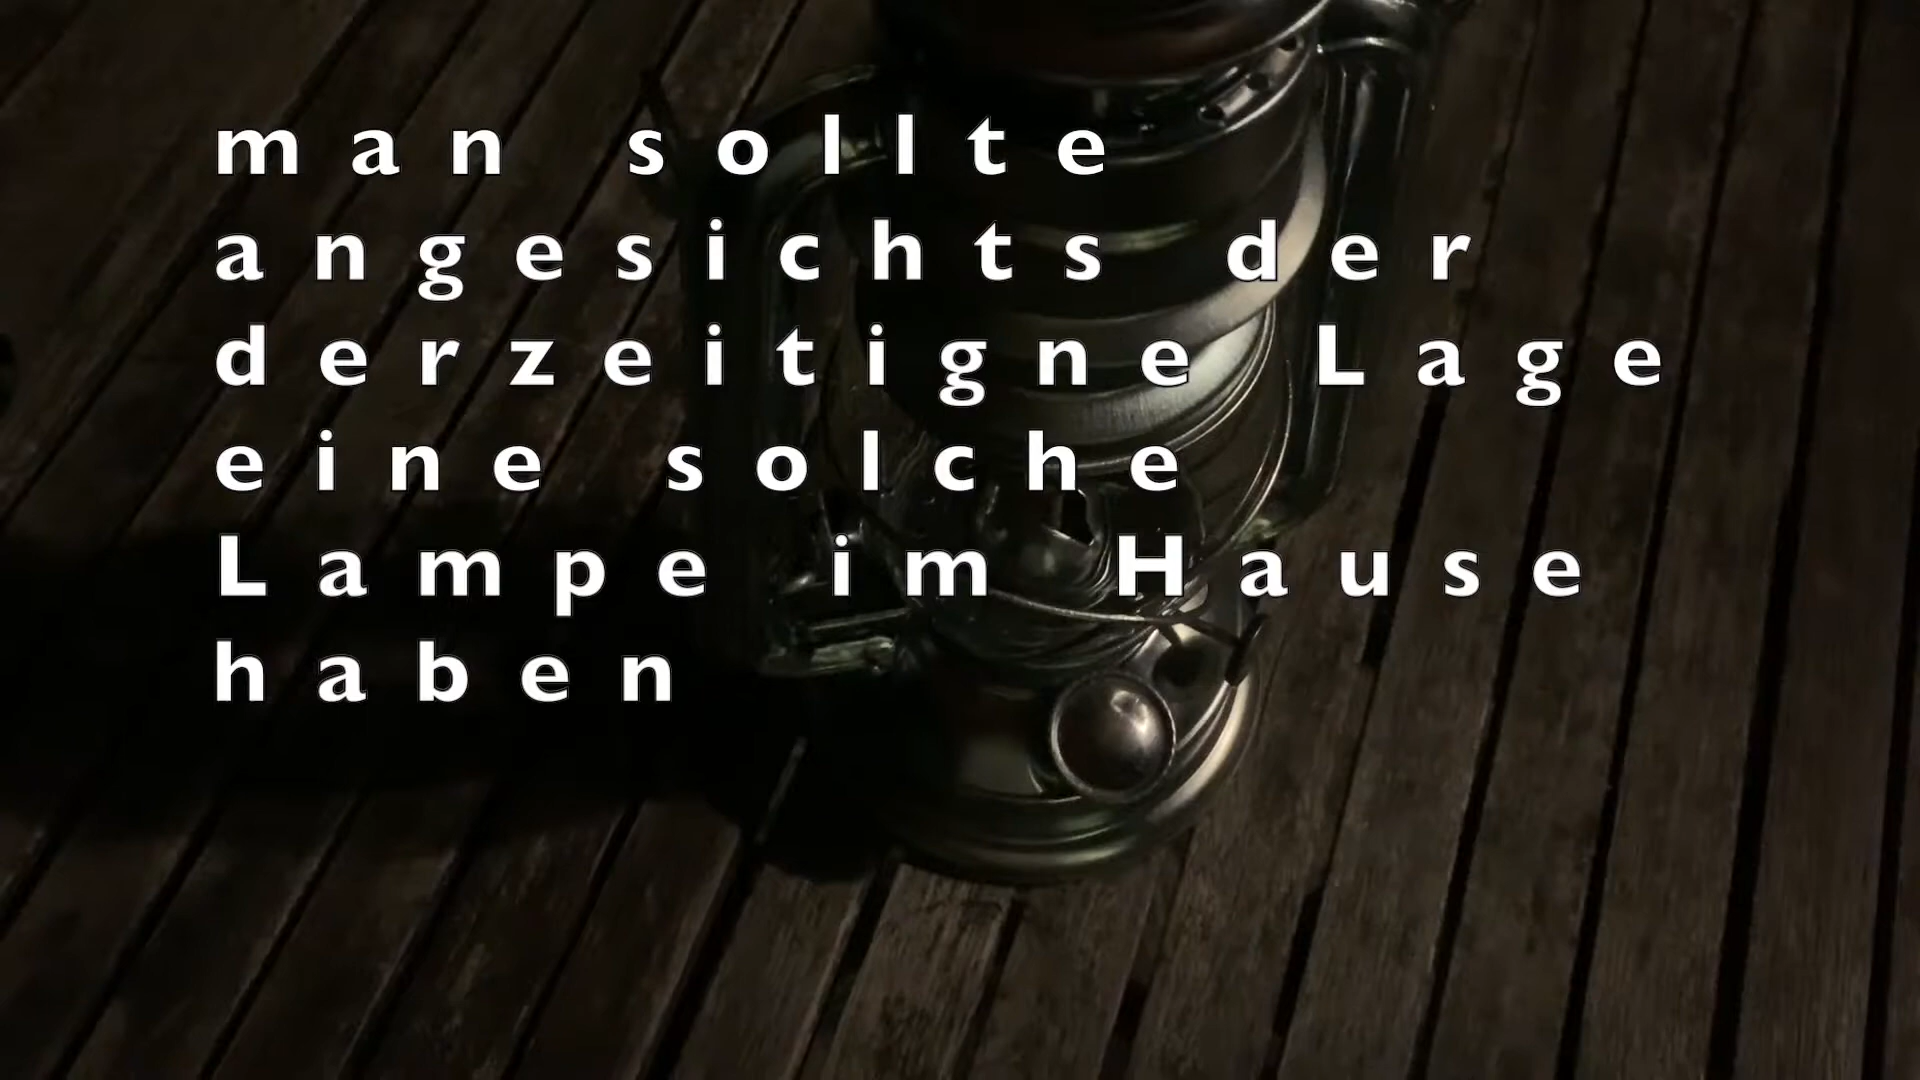 man sollte
angesichts der
derzeitigne Lage
eine solche
Lampe im Hause
haben